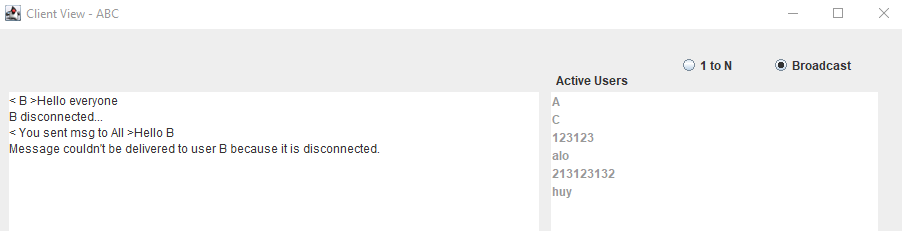 Client View - ABC
1 to N
Broadcast
Active Users
< B >Hello everyone
B disconnected...
< You sent msg to All >Hello B
Message couldn't be delivered to user B because it is disconnected.
A
C
123123
alo
213123132
huy